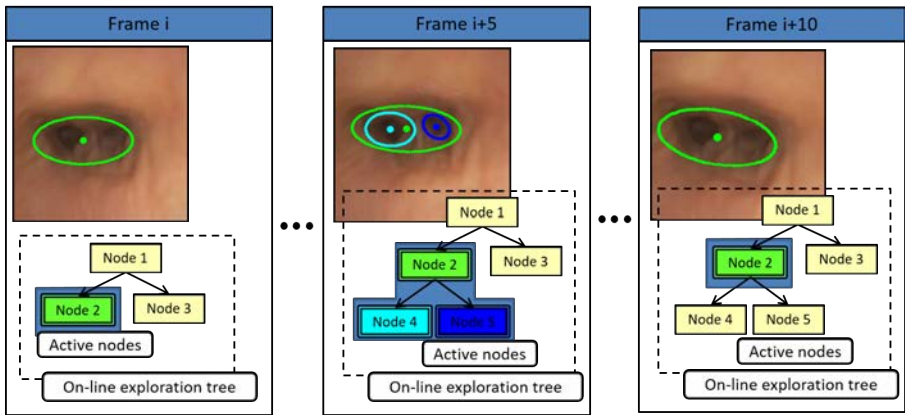 Frame i
Node 1
Node 2
Node 3
Active nodes
On-line exploration tree
•••
Frame i+5
Node 1
Node 2
Node 3
Node 4
Node 5
Active nodes
On-line exploration tree
•••
Frame i+10
Node 1
Node 2
Node 3
Node 4
Node 5
Active nodes
On-line exploration tree